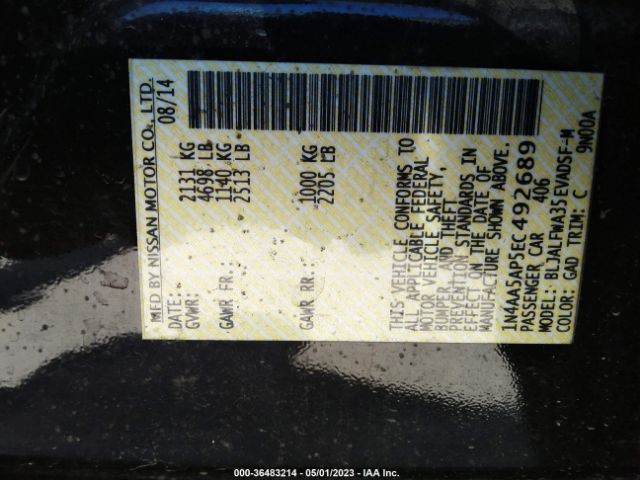 MFD BY NISSAN MOTOR CO., LTD.
DATE: 08/14
GVWR: 2131 KG
4698 LB
GAWR FR.: 1140 KG
2513 LB
GAWR RR.: 1000 KG
2205 LB
THIS VEHICLE CONFORMS TO
ALL APPLICABLE FEDERAL
MOTOR VEHICLE SAFETY,
BUMPER, AND THEFT
PREVENTION STANDARDS IN
EFFECT ON THE DATE OF
MANUFACTURE SHOWN ABOVE.
1N4AA5AP5EC492689
PASSENGER CAR 406
MODEL: BLJALFWA35EVADSF-M
COLOR: GAD TRIM: C 9N00A
000-36483214 - 05/01/2023 - IAA Inc.